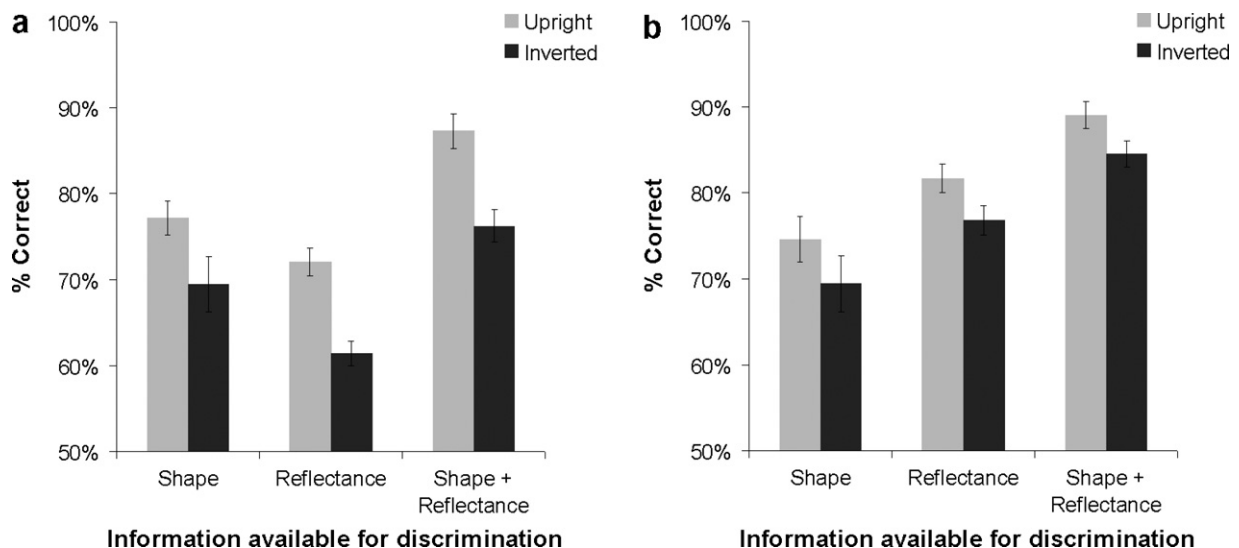 a
Upright
Inverted
100%
90%
80%
70%
60%
50%
% Correct
Shape
Reflectance
Shape +
Reflectance
Information available for discrimination
b
Upright
Inverted
100%
90%
80%
70%
60%
50%
% Correct
Shape
Reflectance
Shape +
Reflectance
Information available for discrimination